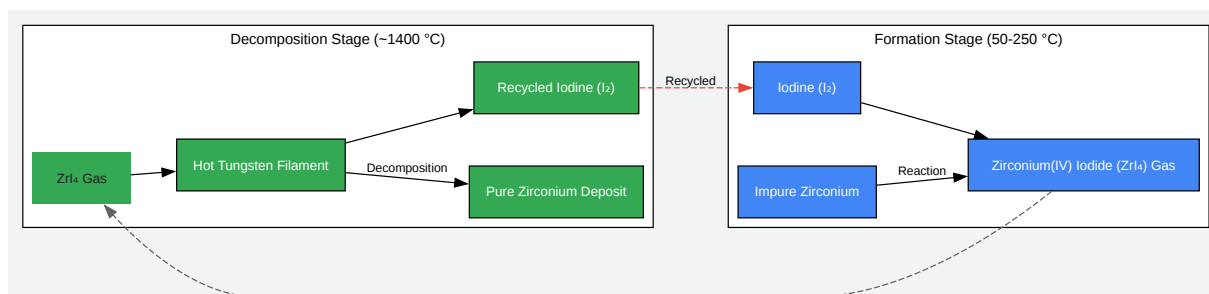 Decomposition Stage (~1400 °C)
Recycled Iodine (I₂)
Hot Tungsten Filament
Decomposition
ZrI₄ Gas
Pure Zirconium Deposit
Recycled
Formation Stage (50-250 °C)
Iodine (I₂)
Zirconium(IV) Iodide (ZrI₄) Gas
Reaction
Impure Zirconium